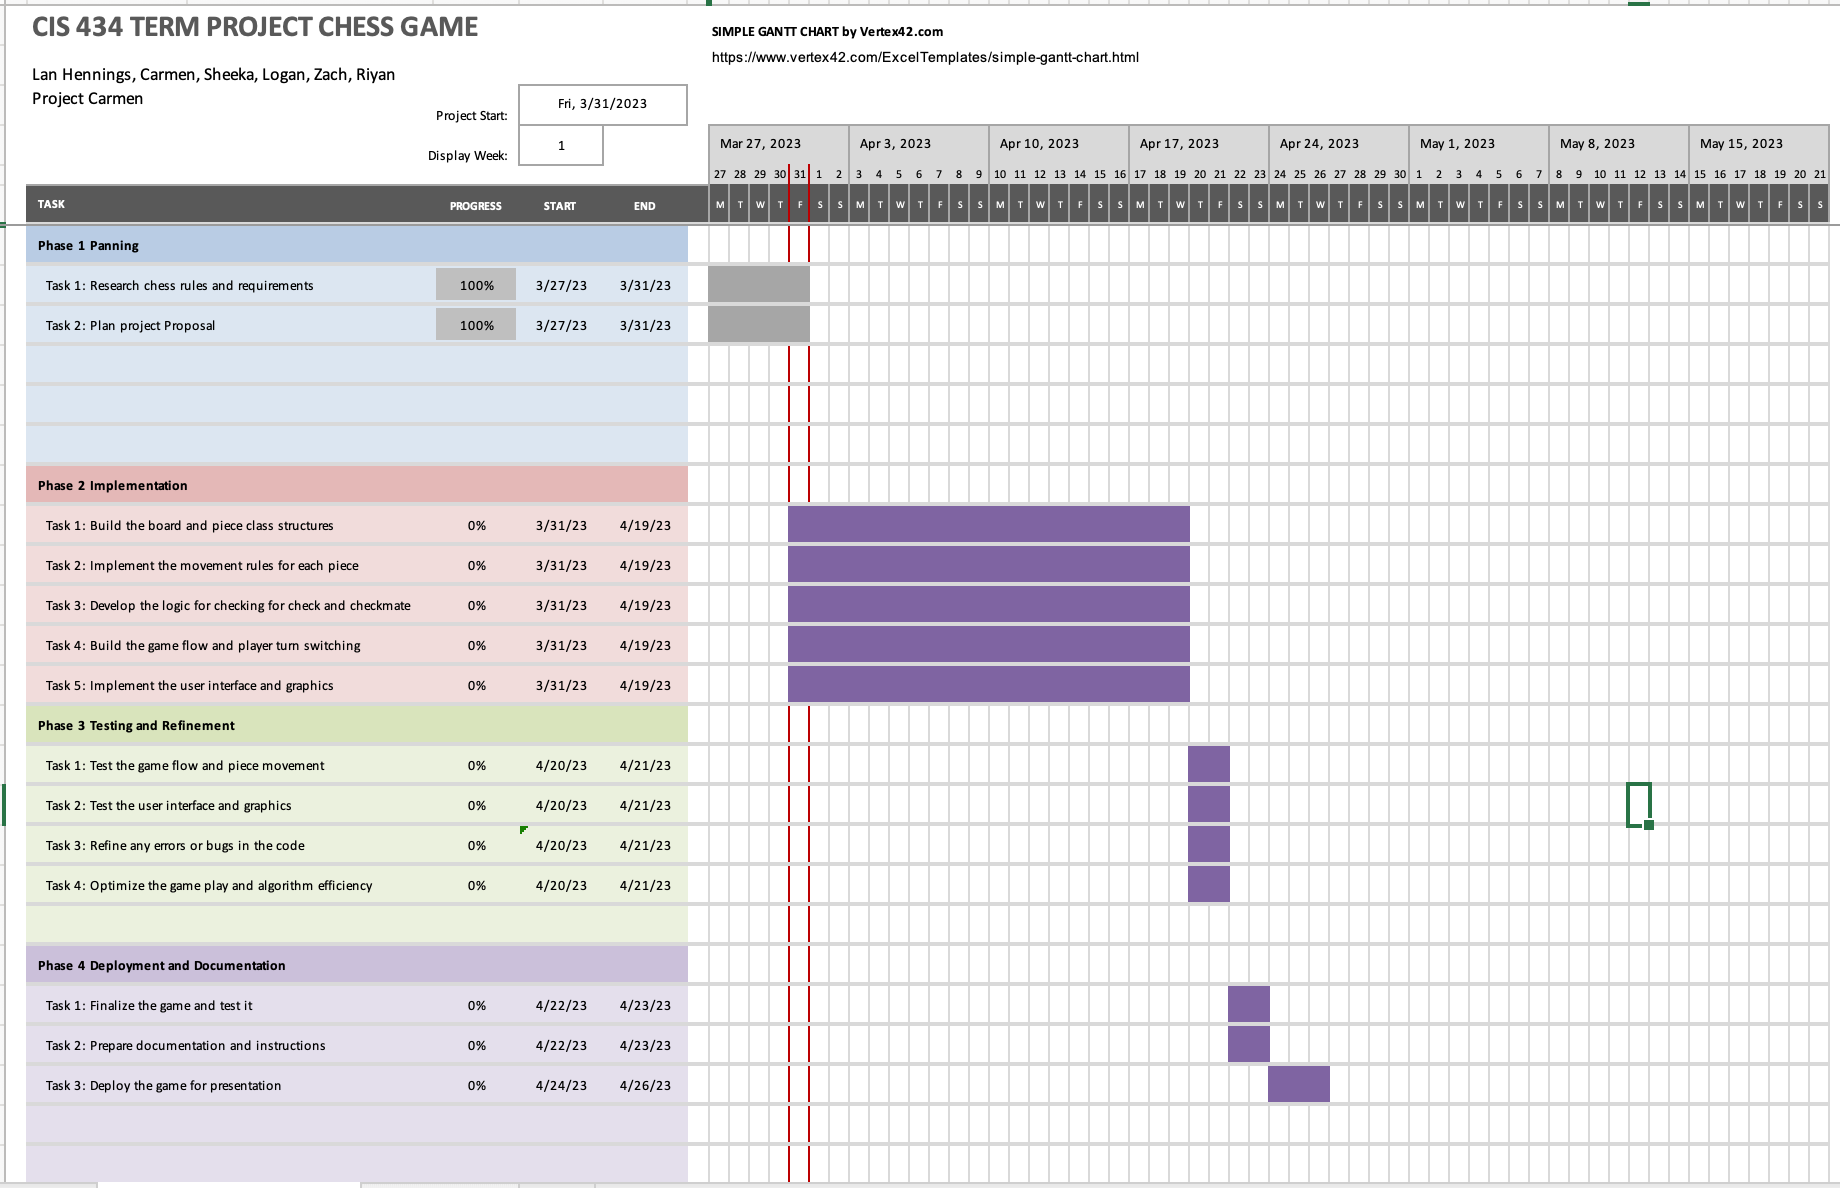 CIS 434 TERM PROJECT CHESS GAME
SIMPLE GANTT CHART by Vertex42.com
https://www.vertex42.com/ExcelTemplates/simple-gantt-chart.html
Lan Hennings, Carmen, Sheeka, Logan, Zach, Riyan
Project Carmen
Project Start: Fri, 3/31/2023
Display Week: 1
Mar 27, 2023 Apr 3, 2023 Apr 10, 2023 Apr 17, 2023 Apr 24, 2023 May 1, 2023 May 8, 2023 May 15, 2023
27 28 29 30 31 1 2 3 4 5 6 7 8 9 10 11 12 13 14 15 16 17 18 19 20 21 22 23 24 25 26 27 28 29 30 1 2 3 4 5 6 7 8 9 10 11 12 13 14 15 16 17 18 19 20 21
TASK PROGRESS START END M T W T F S S M T W T F S S M T W T F S S M T W T F S S M T W T F S S M T W T F S S M T W T F S S M T W T F S S
Phase 1 Panning
Task 1: Research chess rules and requirements 100% 3/27/23 3/31/23
Task 2: Plan project Proposal 100% 3/27/23 3/31/23
Phase 2 Implementation
Task 1: Build the board and piece class structures 0% 3/31/23 4/19/23
Task 2: Implement the movement rules for each piece 0% 3/31/23 4/19/23
Task 3: Develop the logic for checking for check and checkmate 0% 3/31/23 4/19/23
Task 4: Build the game flow and player turn switching 0% 3/31/23 4/19/23
Task 5: Implement the user interface and graphics 0% 3/31/23 4/19/23
Phase 3 Testing and Refinement
Task 1: Test the game flow and piece movement 0% 4/20/23 4/21/23
Task 2: Test the user interface and graphics 0% 4/20/23 4/21/23
Task 3: Refine any errors or bugs in the code 0% 4/20/23 4/21/23
Task 4: Optimize the game play and algorithm efficiency 0% 4/20/23 4/21/23
Phase 4 Deployment and Documentation
Task 1: Finalize the game and test it 0% 4/22/23 4/23/23
Task 2: Prepare documentation and instructions 0% 4/22/23 4/23/23
Task 3: Deploy the game for presentation 0% 4/24/23 4/26/23